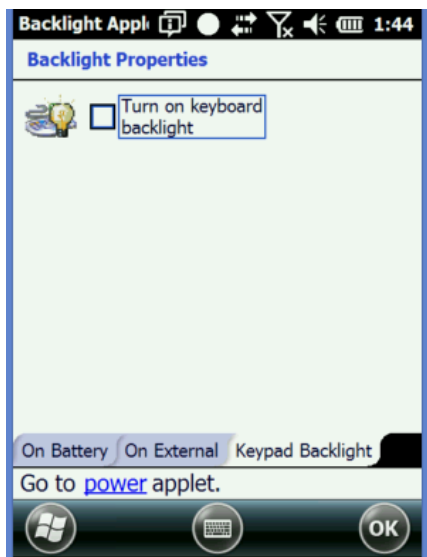 Backlight Appl 1:44
Backlight Properties
Turn on keyboard
backlight
On Battery On External Keypad Backlight
Go to power applet.
OK